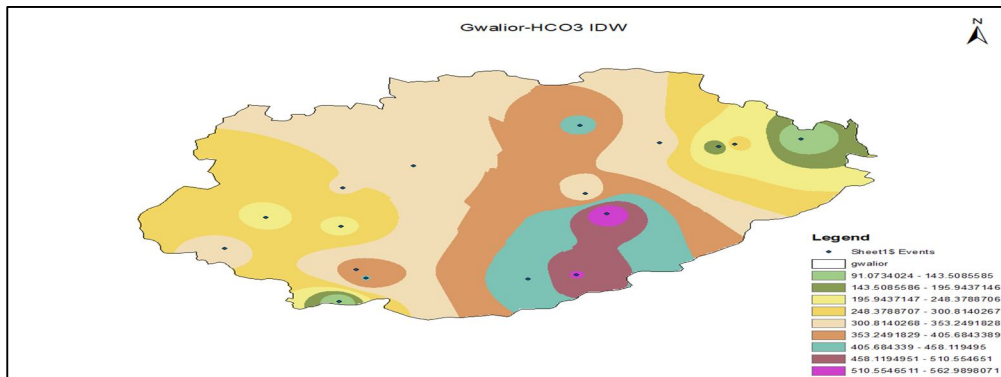 Gwalior-HCO3 IDW
N
Legend
Sheet1$ Events
gwalior
91.0734024 - 143.5085585
143.5085586 - 195.9437146
195.9437147 - 248.3788706
248.3788707 - 300.8140267
300.8140268 - 353.2491828
353.2491829 - 405.6843389
405.684339 - 458.119495
458.1194951 - 510.554651
510.5546511 - 562.9898071